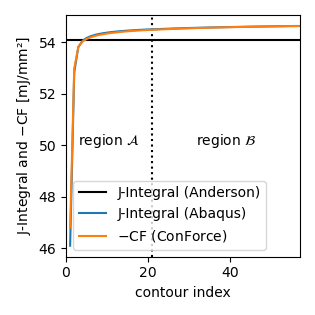 J-Integral and −CF [mJ/mm²]
54
52
50
48
46
region 𝒜
region ℬ
J-Integral (Anderson)
J-Integral (Abaqus)
−CF (ConForce)
0
20
40
contour index